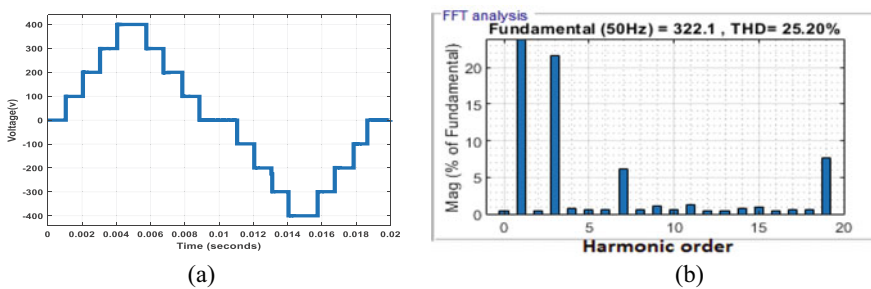 400
300
200
100
0
-100
-200
-300
-400
Voltage(v)
0 0.002 0.004 0.006 0.008 0.01 0.012 0.014 0.016 0.018 0.02
Time (seconds)
(a)
FFT analysis
Fundamental (50Hz) = 322.1 , THD= 25.20%
20
15
10
5
0
Mag (% of Fundamental)
0 5 10 15 20
Harmonic order
(b)